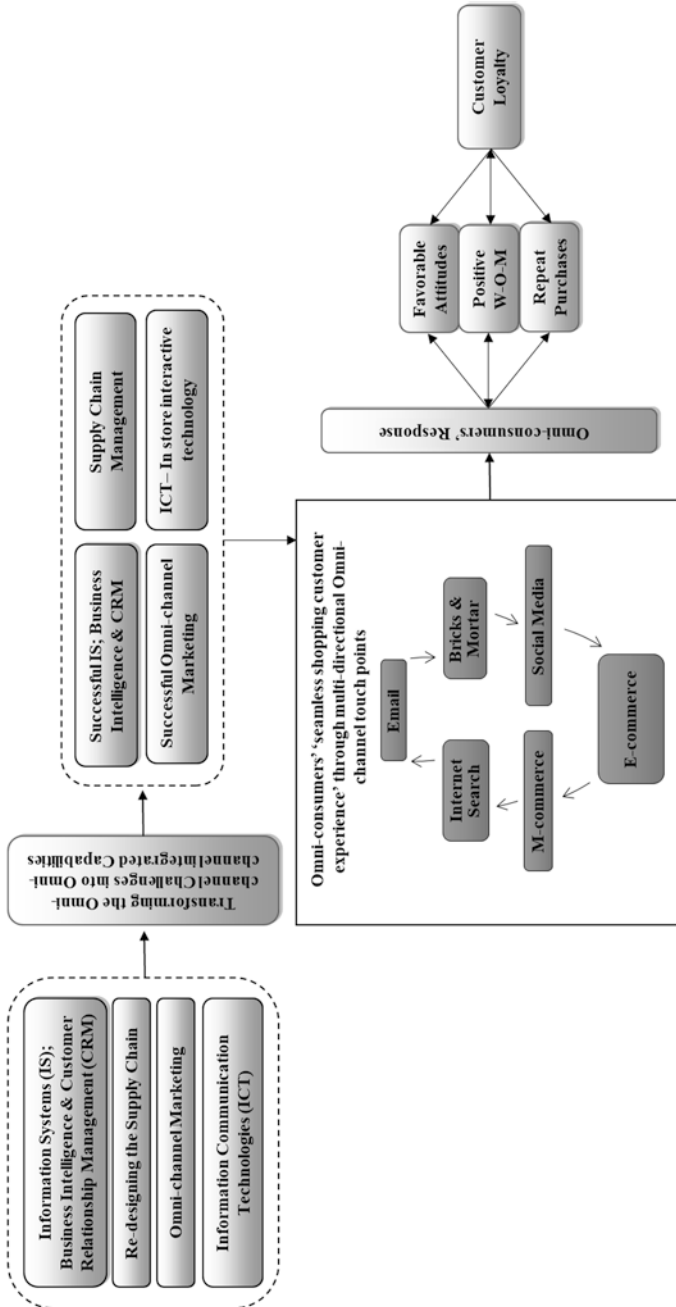 Information Systems (IS);
Business Intelligence & Customer
Relationship Management (CRM)
Re-designing the Supply Chain
Omni-channel Marketing
Information Communication
Technologies (ICT)
Transforming the Omni-
channel Challenges into Omni-
channel integrated Capabilities
Successful IS; Business
Intelligence & CRM
Supply Chain
Management
Successful Omni-channel
Marketing
ICT– In store interactive
technology
Omni-consumers’ ‘seamless shopping customer
experience’ through multi-directional Omni-
channel touch points
Email
Bricks &
Mortar
Social Media
E-commerce
M-commerce
Internet
Search
Omni-consumers’ Response
Favorable
Attitudes
Positive
W-O-M
Repeat
Purchases
Customer
Loyalty